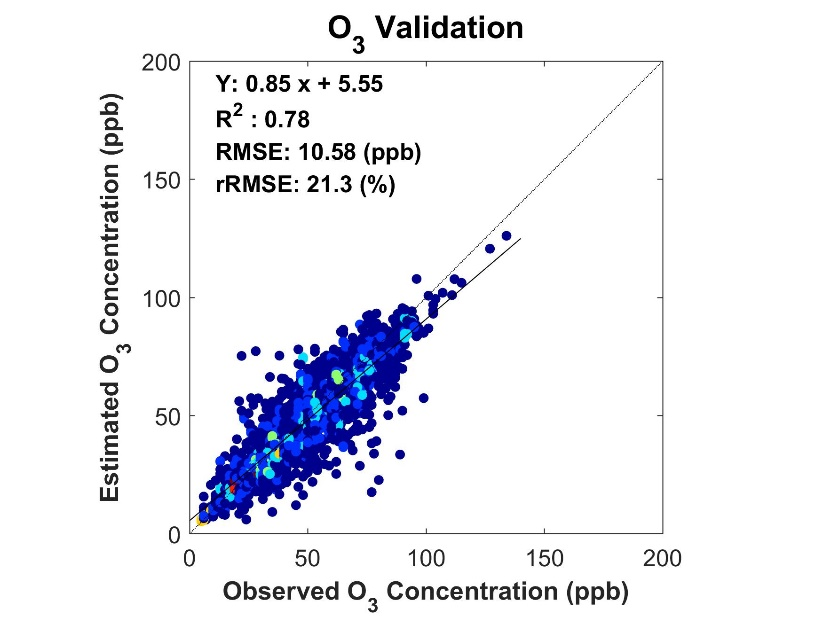 O3 Validation
Y: 0.85 x + 5.55
R2 : 0.78
RMSE: 10.58 (ppb)
rRMSE: 21.3 (%)
Estimated O3 Concentration (ppb)
200
150
100
50
0
0 50 100 150 200
Observed O3 Concentration (ppb)